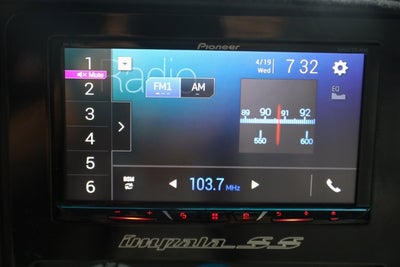 Pioneer
1
Mute
2
3
4
5
6
Radio
4/19
Wed
7 32
FM1
AM
EQ
89 90 91 92
550 600
BSM
103.7 MHz
impala SS